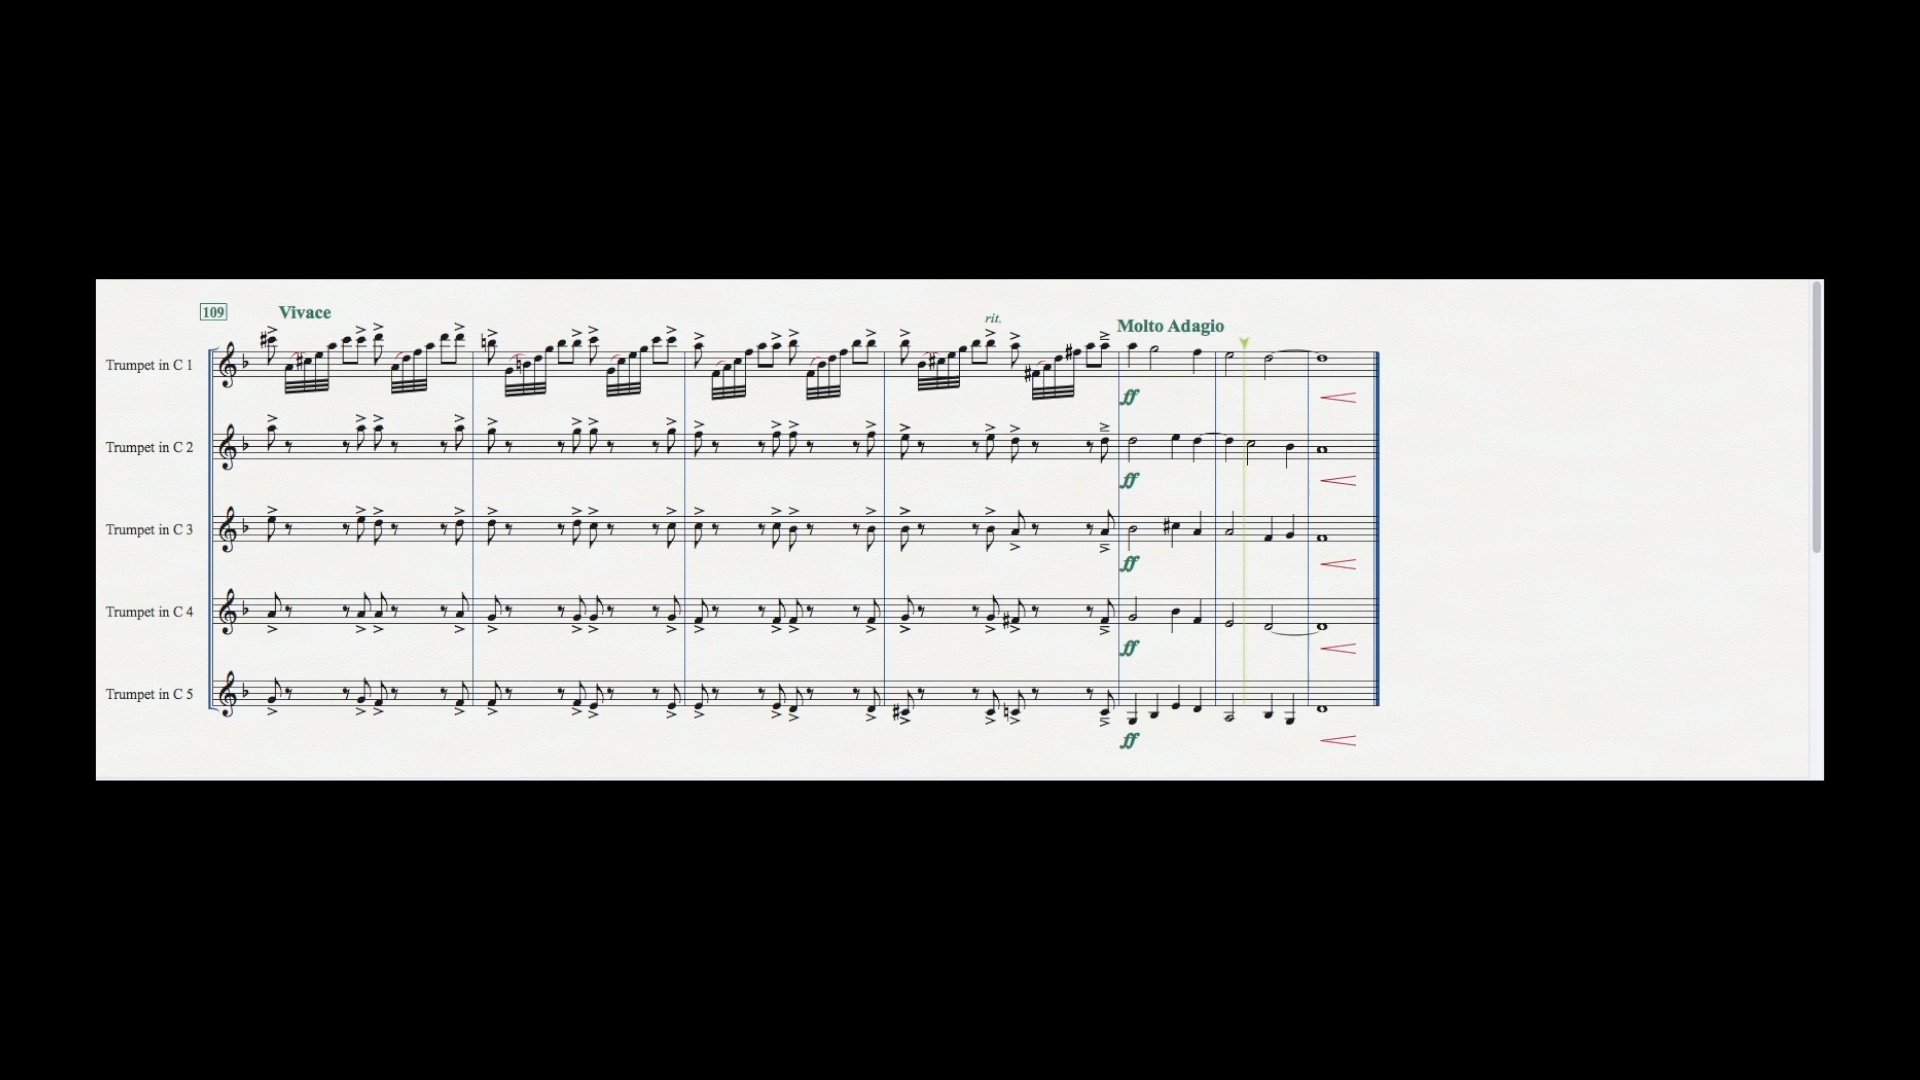 109
Vivace
rit.
Molto Adagio
Trumpet in C 1
ff
Trumpet in C 2
ff
Trumpet in C 3
ff
Trumpet in C 4
ff
Trumpet in C 5
ff